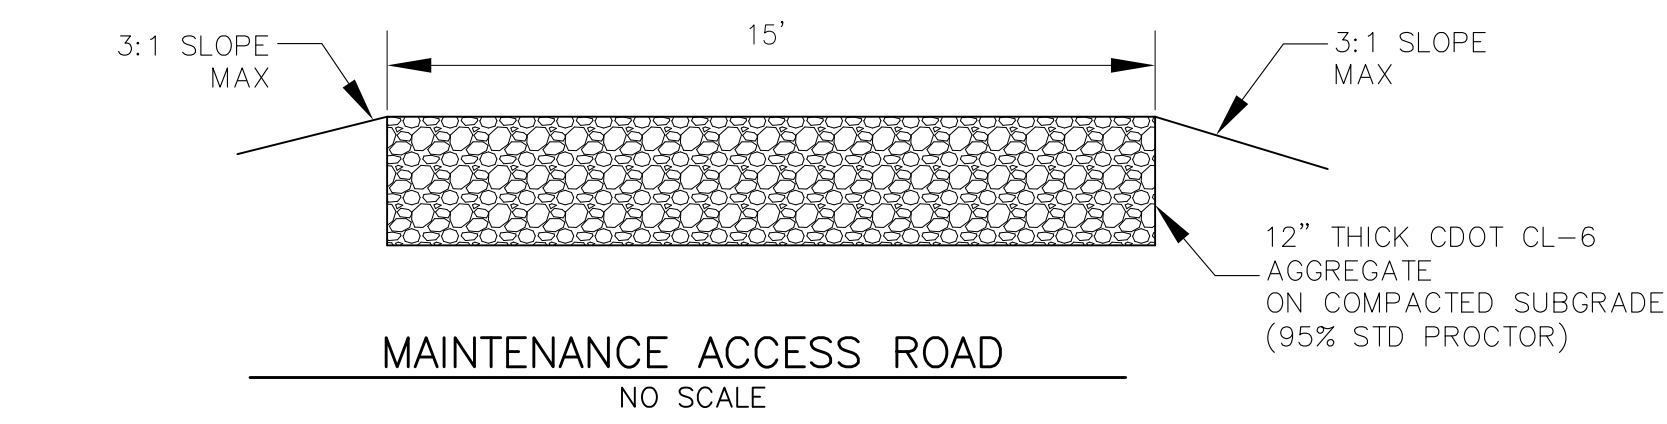 15'
3:1 SLOPE
MAX
3:1 SLOPE
MAX
12" THICK CDOT CL-6
AGGREGATE
ON COMPACTED SUBGRADE
(95% STD PROCTOR)
MAINTENANCE ACCESS ROAD
NO SCALE